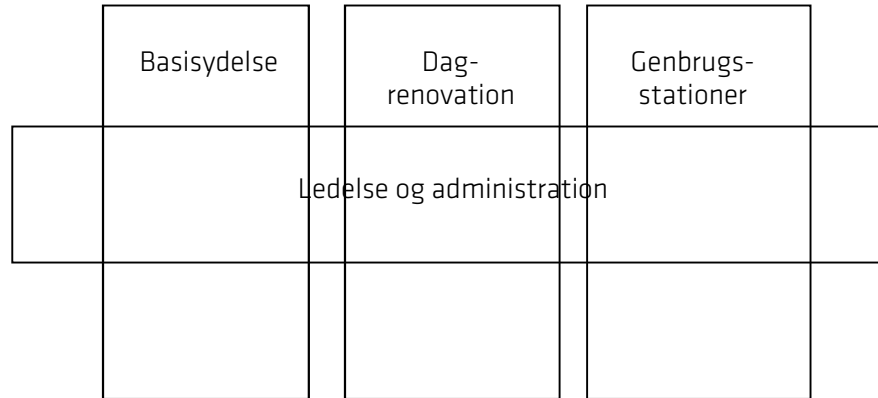 Basisydelse
Dag-
renovation
Genbrugs-
stationer
Ledelse og administration